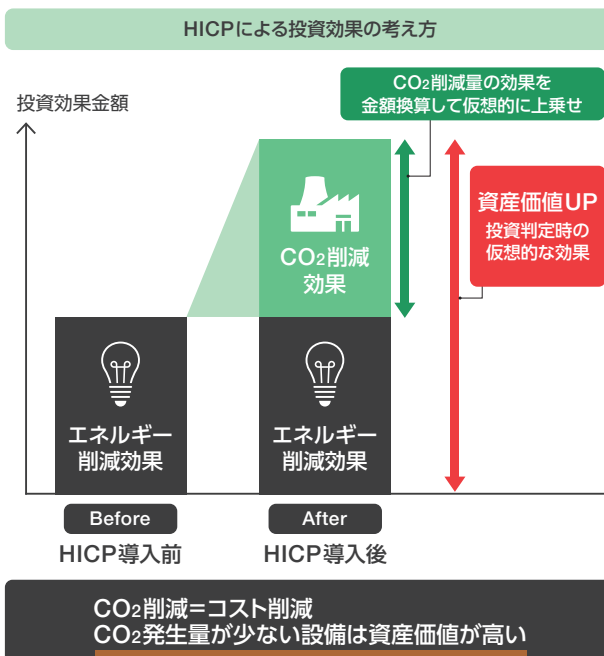 HICPによる投資効果の考え方
CO2削減量の効果を
金額換算して仮想的に上乗せ
投資効果金額
資産価値UP
投資判定時の
仮想的な効果
CO2削減
効果
エネルギー
削減効果
エネルギー
削減効果
Before
After
HICP導入前
HICP導入後
CO2削減=コスト削減
CO2発生量が少ない設備は資産価値が高い